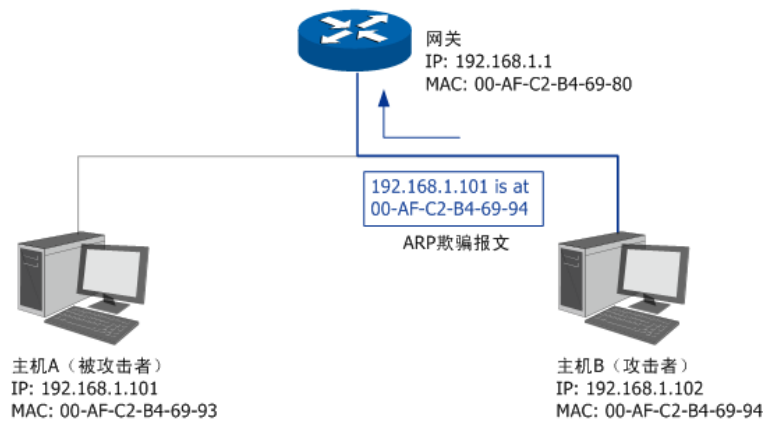 网关
IP: 192.168.1.1
MAC: 00-AF-C2-B4-69-80
192.168.1.101 is at
00-AF-C2-B4-69-94
ARP欺骗报文
主机A（被攻击者）
IP: 192.168.1.101
MAC: 00-AF-C2-B4-69-93
主机B（攻击者）
IP: 192.168.1.102
MAC: 00-AF-C2-B4-69-94